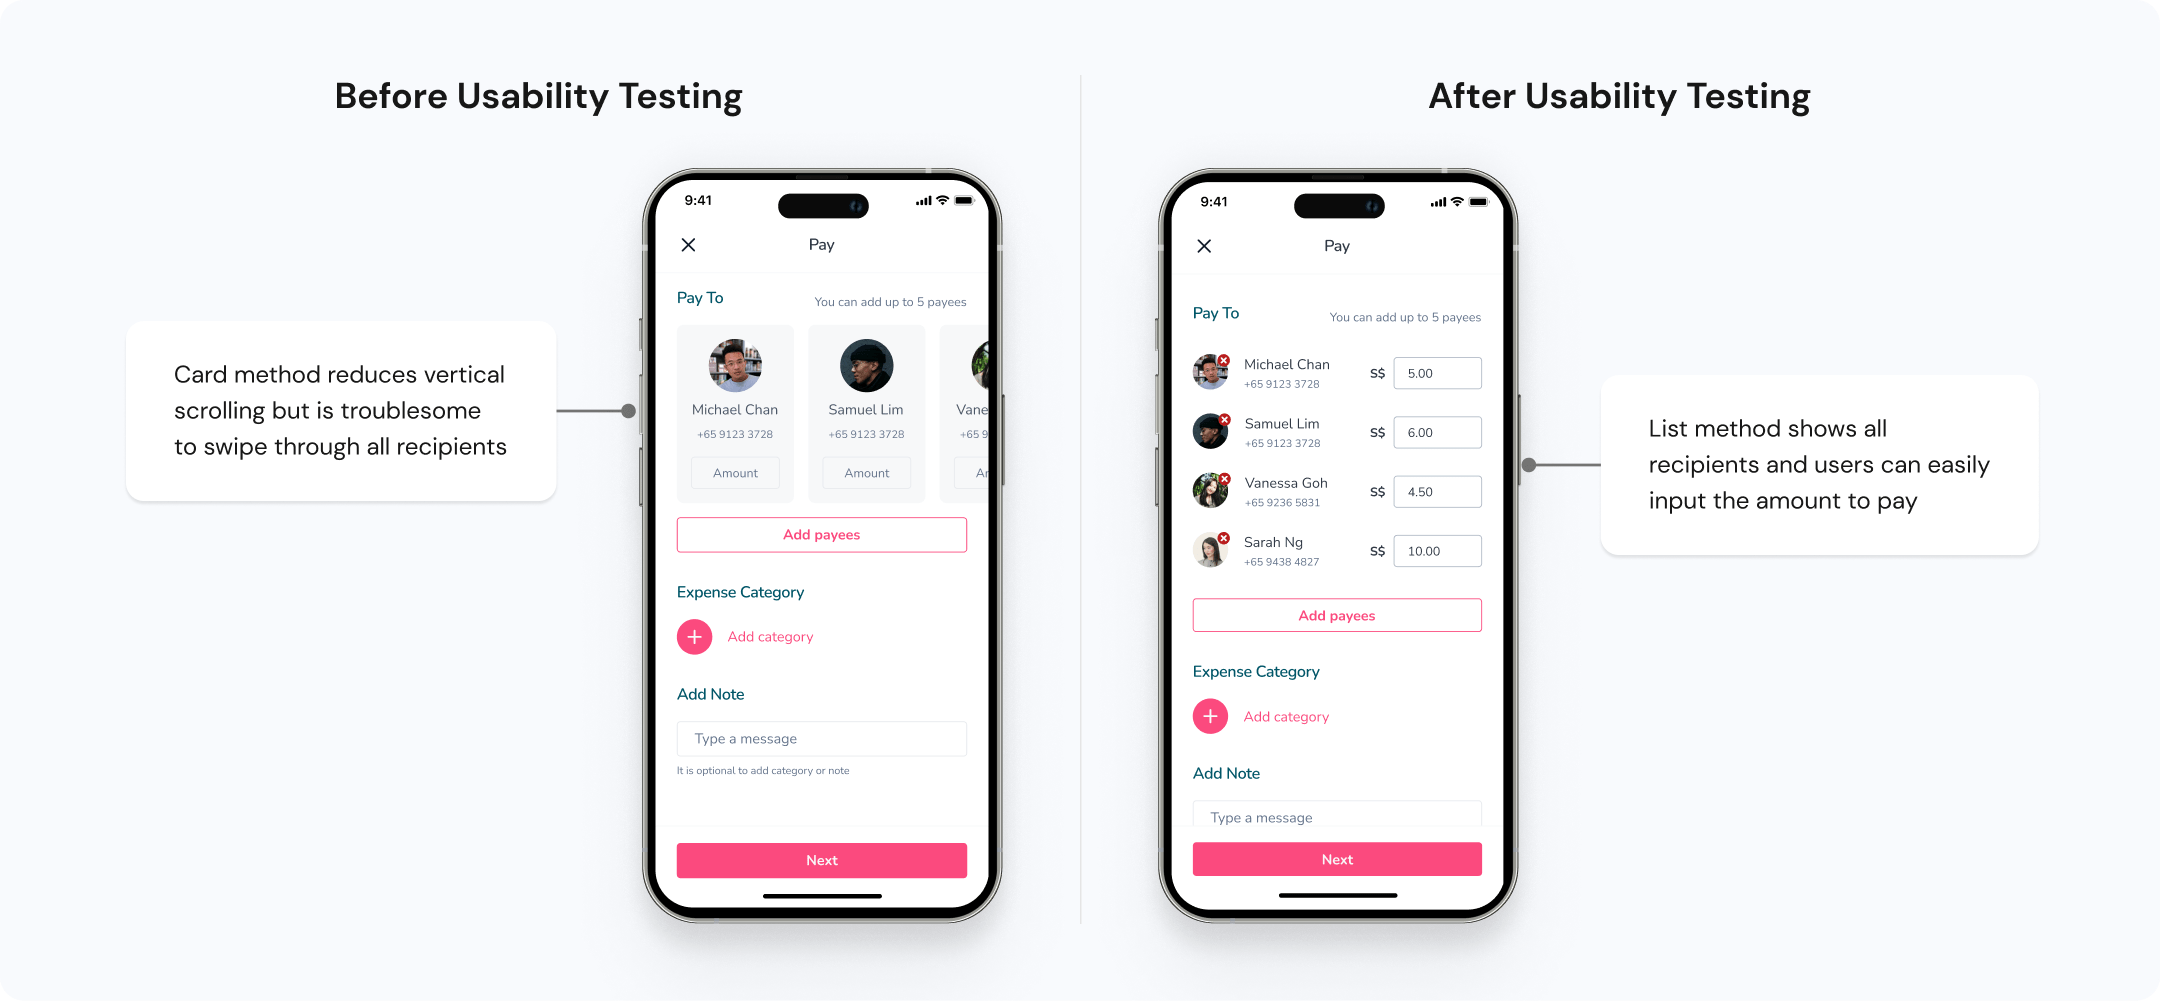 Before Usability Testing
After Usability Testing
Card method reduces vertical
scrolling but is troublesome
to swipe through all recipients
9:41
Pay
Pay To
You can add up to 5 payees
Michael Chan
+65 9123 3728
Amount
Samuel Lim
+65 9123 3728
Amount
Vane
+65 9
Ar
Add payees
Expense Category
Add category
Add Note
Type a message
It is optional to add category or note
Next
9:41
Pay
Pay To
You can add up to 5 payees
Michael Chan
+65 9123 3728
S$ 5.00
Samuel Lim
+65 9123 3728
S$ 6.00
Vanessa Goh
+65 9236 5831
S$ 4.50
Sarah Ng
+65 9438 4827
S$ 10.00
Add payees
Expense Category
Add category
Add Note
Type a message
Next
List method shows all
recipients and users can easily
input the amount to pay